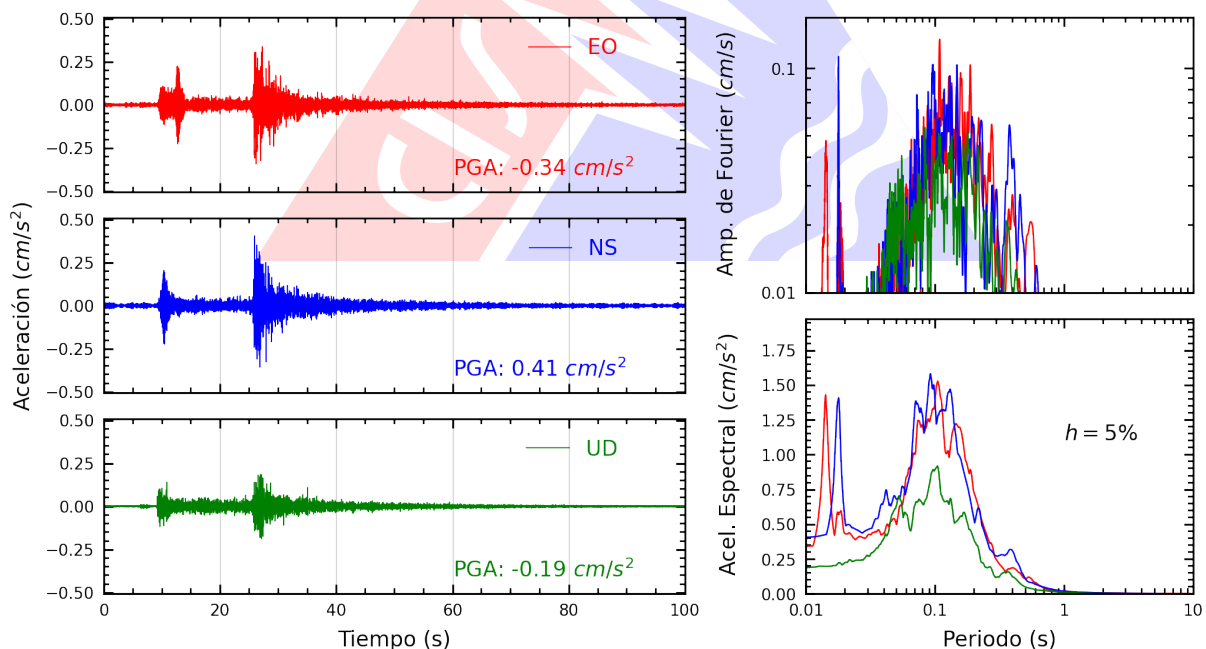 Aceleración (cm/s²)
0.50
0.25
0.00
−0.25
−0.50
EO
PGA: -0.34 cm/s²
0.50
0.25
0.00
−0.25
−0.50
NS
PGA: 0.41 cm/s²
0.50
0.25
0.00
−0.25
−0.50
UD
PGA: -0.19 cm/s²
0 20 40 60 80 100
Tiempo (s)
Amp. de Fourier (cm/s)
0.1
0.01
Acel. Espectral (cm/s²)
1.75
1.50
1.25
1.00
0.75
0.50
0.25
0.00
h = 5%
0.01 0.1 1 10
Periodo (s)